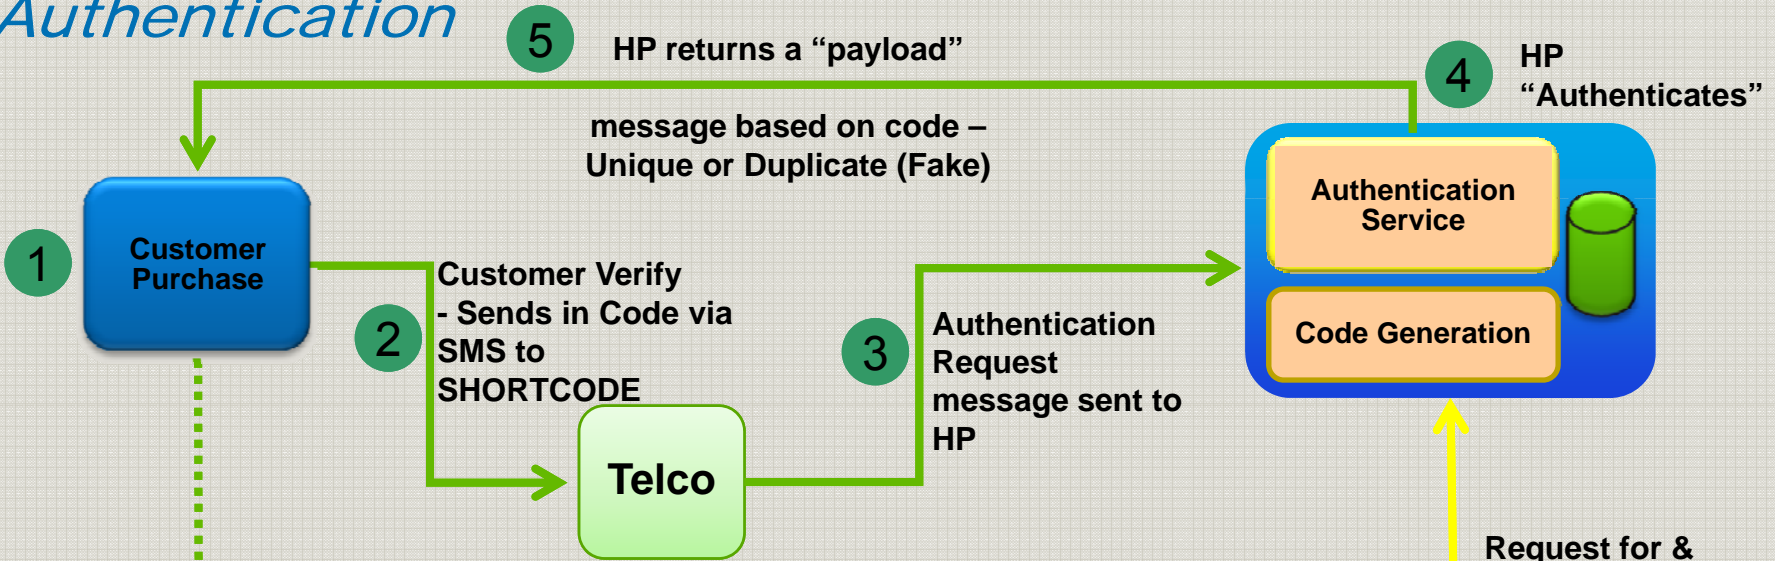 Authentication
5
HP returns a “payload”
4
HP
“Authenticates”
message based on code –
Unique or Duplicate (Fake)
Authentication
Service
1
Customer
Purchase
Customer Verify
- Sends in Code via
SMS to
SHORTCODE
2
3
Authentication
Request
message sent to
HP
Code Generation
Telco
Request for &